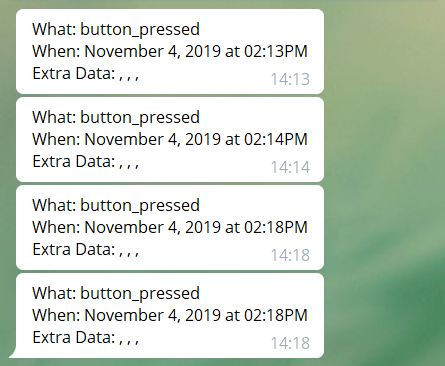 What: button_pressed
When: November 4, 2019 at 02:13PM
Extra Data: , , ,
14:13
What: button_pressed
When: November 4, 2019 at 02:14PM
Extra Data: , , ,
14:14
What: button_pressed
When: November 4, 2019 at 02:18PM
Extra Data: , , ,
14:18
What: button_pressed
When: November 4, 2019 at 02:18PM
Extra Data: , , ,
14:18